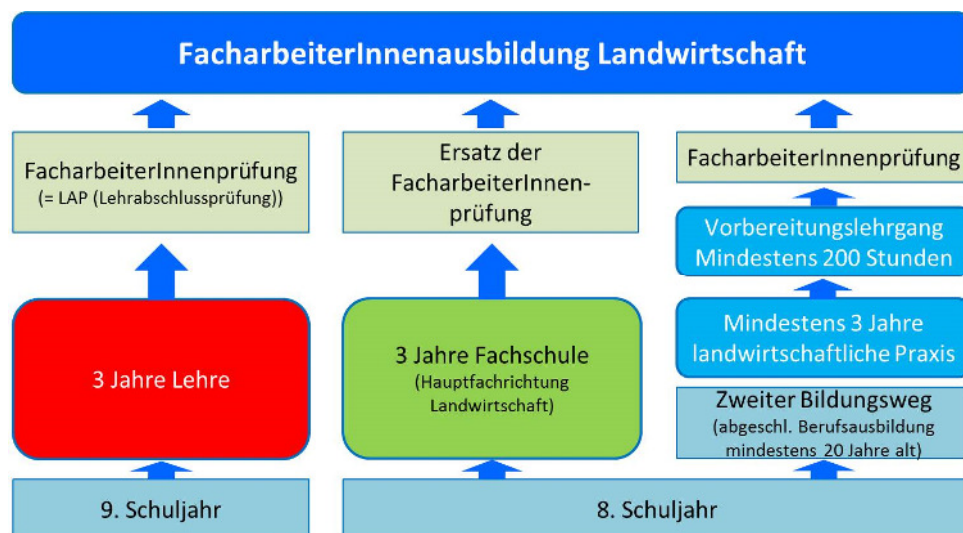 FacharbeiterInnenausbildung Landwirtschaft
FacharbeiterInnenprüfung
(= LAP (Lehrabschlussprüfung))
Ersatz der
FacharbeiterInnen-
prüfung
FacharbeiterInnenprüfung
Vorbereitungslehrgang
Mindestens 200 Stunden
Mindestens 3 Jahre
landwirtschaftliche Praxis
3 Jahre Lehre
3 Jahre Fachschule
(Hauptfachrichtung
Landwirtschaft)
Zweiter Bildungsweg
(abgeschl. Berufsausbildung
mindestens 20 Jahre alt)
9. Schuljahr
8. Schuljahr